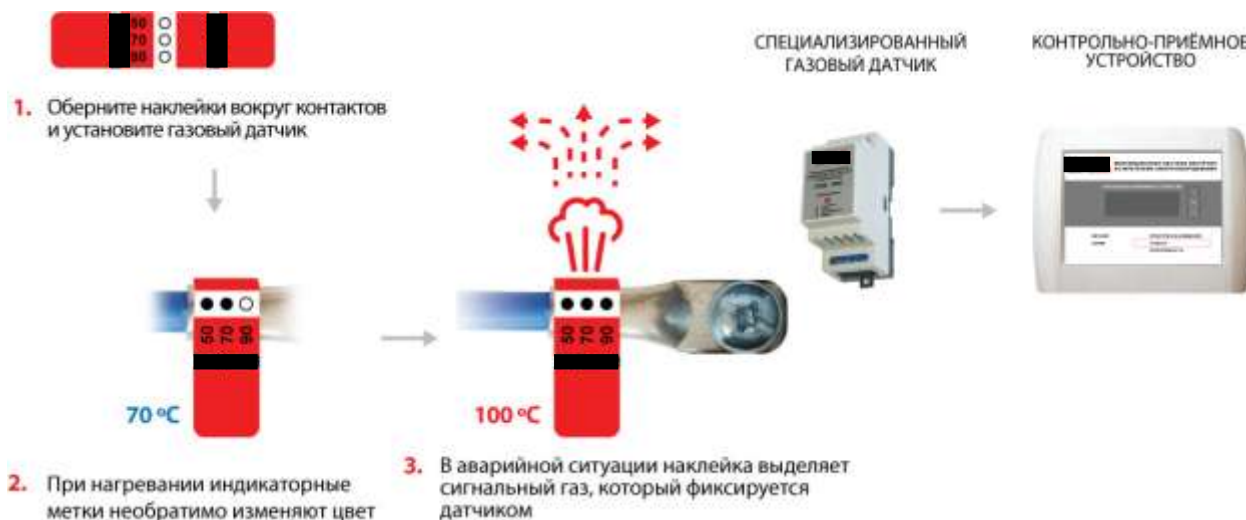 50
70
90
1. Оберните наклейки вокруг контактов
и установите газовый датчик
СПЕЦИАЛИЗИРОВАННЫЙ
ГАЗОВЫЙ ДАТЧИК
КОНТРОЛЬНО-ПРИЁМНОЕ
УСТРОЙСТВО
50 70 90
70 °C
50 70 90
100 °C
2. При нагревании индикаторные
метки необратимо изменяют цвет
3. В аварийной ситуации наклейка выделяет
сигнальный газ, который фиксируется
датчиком